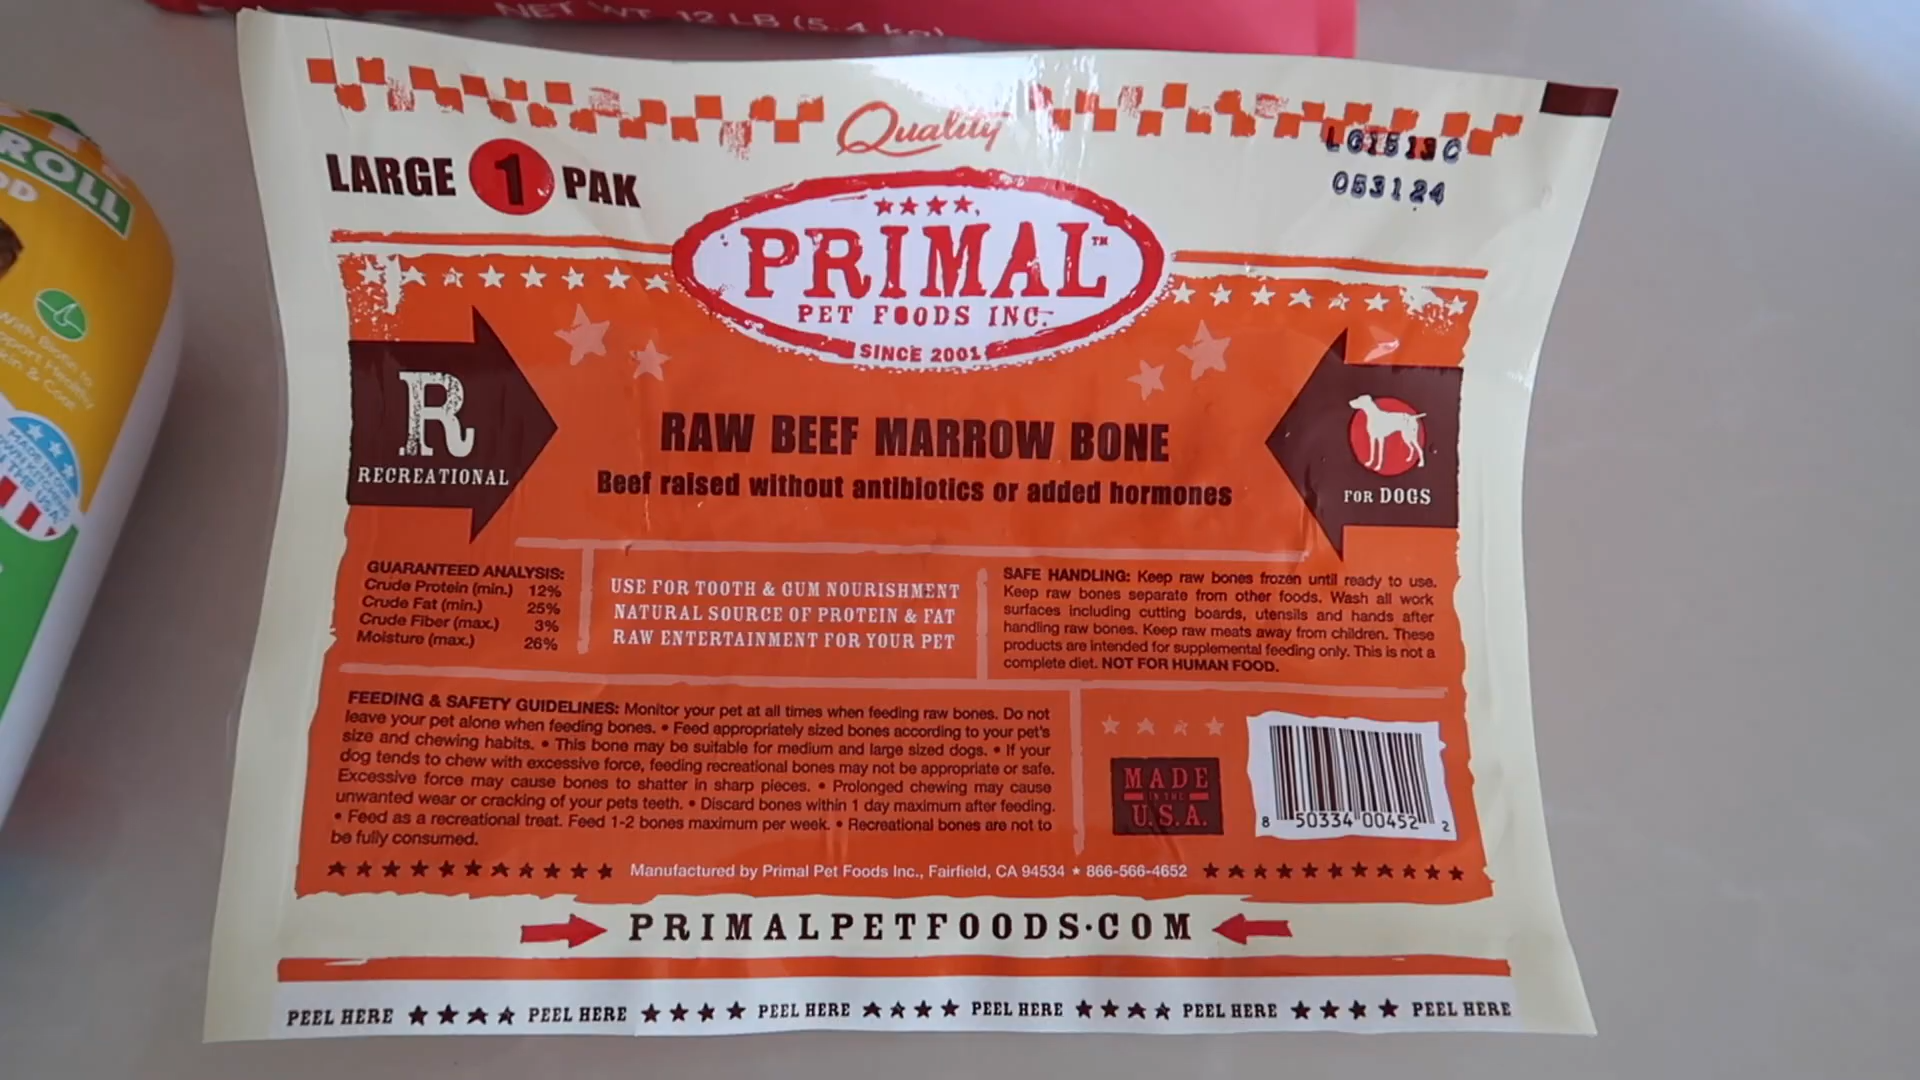 NET WT. 12 LB (5.4 kg)
ROLL
Quality
LARGE 1 PAK
053124
PRIMAL™
PET FOODS INC.
SINCE 2001
R
RECREATIONAL
RAW BEEF MARROW BONE
Beef raised without antibiotics or added hormones
FOR DOGS
GUARANTEED ANALYSIS:
Crude Protein (min.) 12%
Crude Fat (min.) 25%
Crude Fiber (max.) 3%
Moisture (max.) 26%
USE FOR TOOTH & GUM NOURISHMENT
NATURAL SOURCE OF PROTEIN & FAT
RAW ENTERTAINMENT FOR YOUR PET
SAFE HANDLING: Keep raw bones frozen until ready to use.
Keep raw bones separate from other foods. Wash all work
surfaces including cutting boards, utensils and hands after
handling raw bones. Keep raw meats away from children. These
products are intended for supplemental feeding only. This is not a
complete diet. NOT FOR HUMAN FOOD.
FEEDING & SAFETY GUIDELINES: Monitor your pet at all times when feeding raw bones. Do not
leave your pet alone when feeding bones. • Feed appropriately sized bones according to your pet's
size and chewing habits. • This bone may be suitable for medium and large sized dogs. • If your
dog tends to chew with excessive force, feeding recreational bones may not be appropriate or safe.
Excessive force may cause bones to shatter in sharp pieces. • Prolonged chewing may cause
unwanted wear or cracking of your pets teeth. • Discard bones within 1 day maximum after feeding.
• Feed as a recreational treat. Feed 1-2 bones maximum per week. • Recreational bones are not to
be fully consumed.
MADE
IN THE
U.S.A.
8 50334 00452 2
Manufactured by Primal Pet Foods Inc., Fairfield, CA 94534 ★ 866-566-4652
PRIMALPETFOODS.COM
PEEL HERE ★★★★ PEEL HERE ★★★★ PEEL HERE ★★★★ PEEL HERE ★★★★ PEEL HERE ★★★★ PEEL HERE